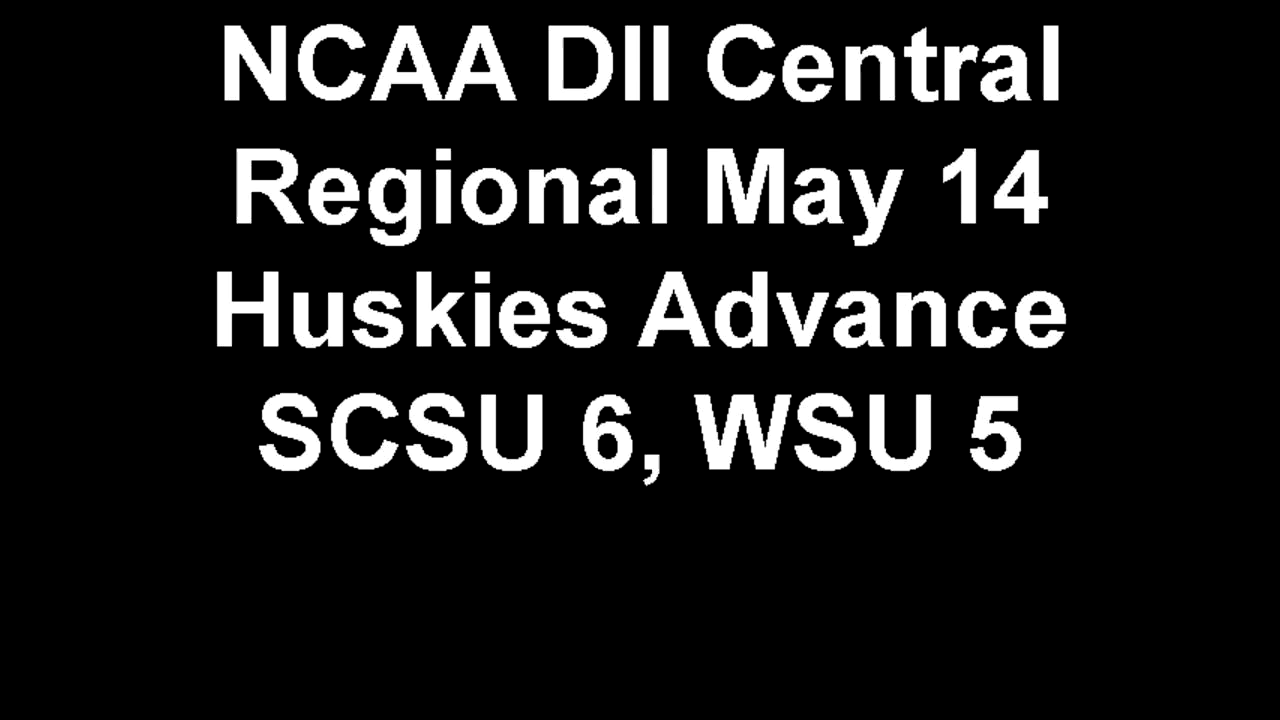 NCAA DII Central
Regional May 14
Huskies Advance
SCSU 6, WSU 5